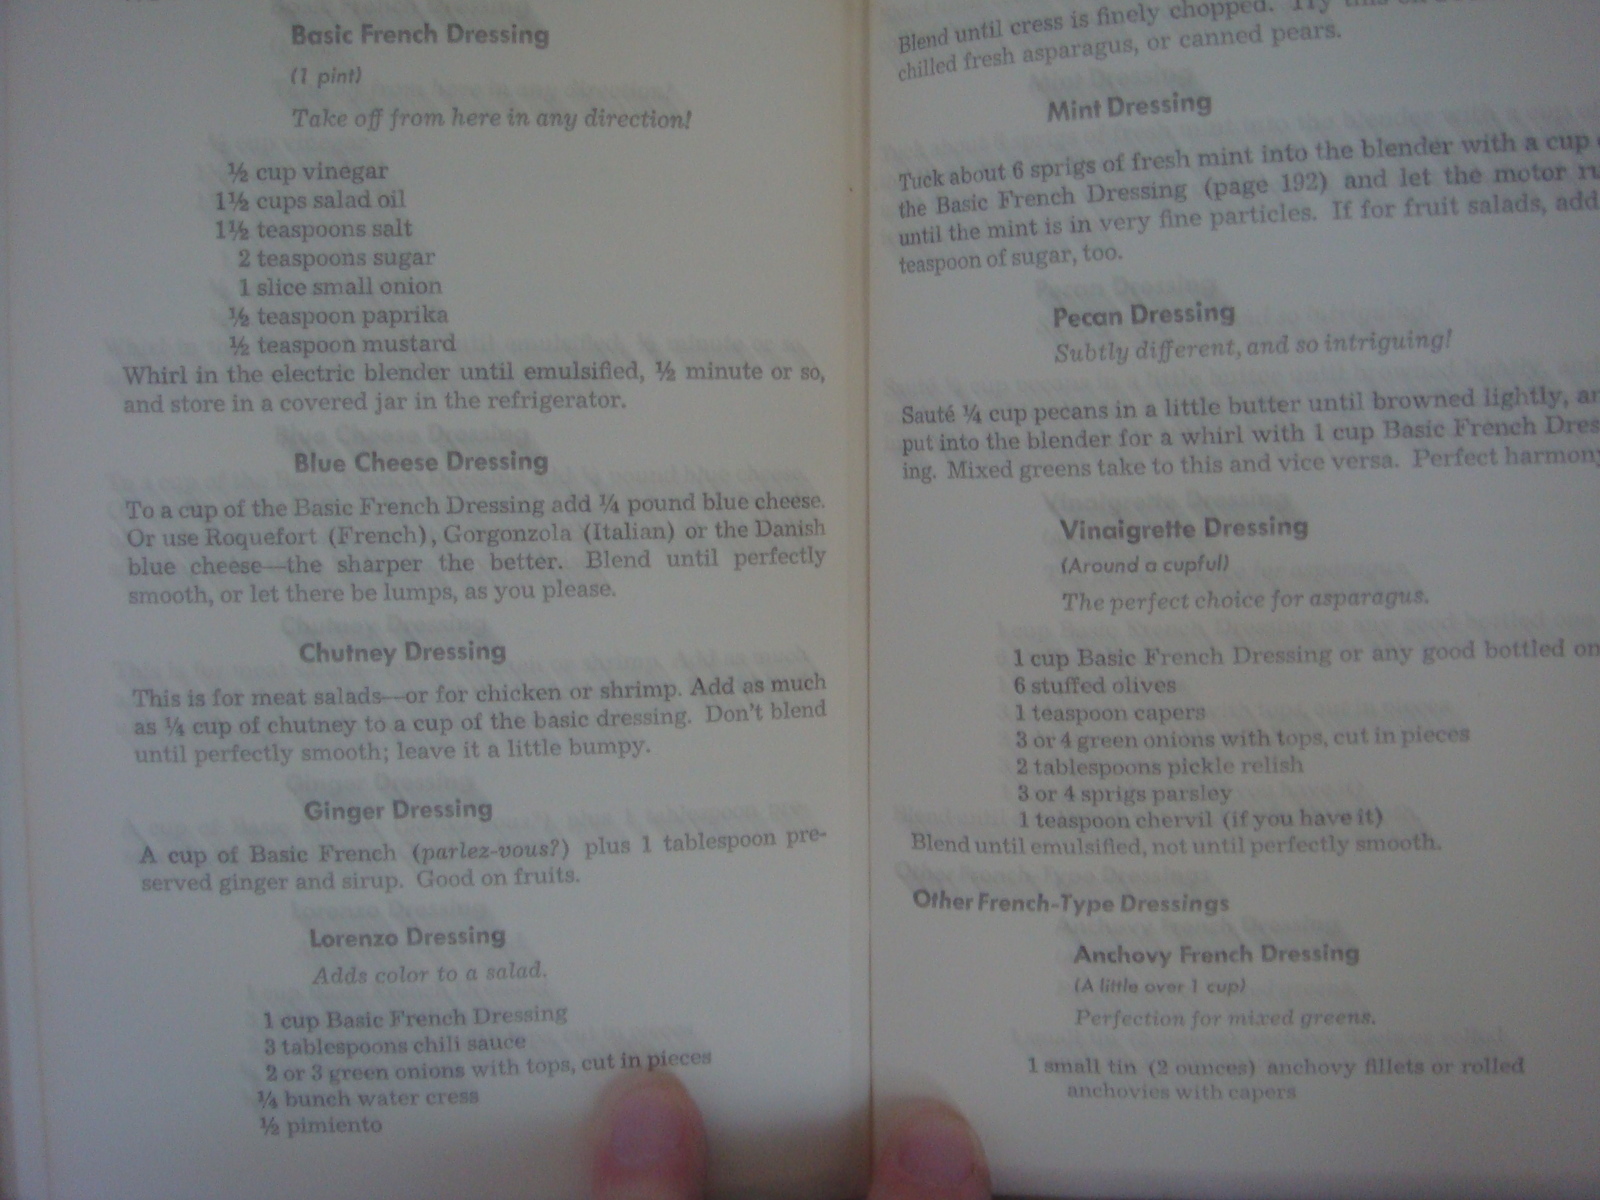 Basic French Dressing
(1 pint)
Take off from here in any direction!
½ cup vinegar
1½ cups salad oil
1½ teaspoons salt
2 teaspoons sugar
1 slice small onion
½ teaspoon paprika
½ teaspoon mustard
Whirl in the electric blender until emulsified, ½ minute or so,
and store in a covered jar in the refrigerator.
Blue Cheese Dressing
To a cup of the Basic French Dressing add ¼ pound blue cheese.
Or use Roquefort (French), Gorgonzola (Italian) or the Danish
blue cheese—the sharper the better. Blend until perfectly
smooth, or let there be lumps, as you please.
Chutney Dressing
This is for meat salads—or for chicken or shrimp. Add as much
as ¼ cup of chutney to a cup of the basic dressing. Don't blend
until perfectly smooth; leave it a little bumpy.
Ginger Dressing
A cup of Basic French (parlez-vous?) plus 1 tablespoon pre-
served ginger and sirup. Good on fruits.
Lorenzo Dressing
Adds color to a salad.
1 cup Basic French Dressing
3 tablespoons chili sauce
2 or 3 green onions with tops, cut in pieces
¼ bunch water cress
½ pimiento
Blend until cress is finely chopped. Try this on
chilled fresh asparagus, or canned pears.
Mint Dressing
Tuck about 6 sprigs of fresh mint into the blender with a cup
the Basic French Dressing (page 192) and let the motor
until the mint is in very fine particles. If for fruit salads, add
teaspoon of sugar, too.
Pecan Dressing
Subtly different, and so intriguing!
Sauté ¼ cup pecans in a little butter until browned lightly,
put into the blender for a whirl with 1 cup Basic French Dres
ing. Mixed greens take to this and vice versa. Perfect harmony
Vinaigrette Dressing
(Around a cupful)
The perfect choice for asparagus.
1 cup Basic French Dressing or any good bottled on
6 stuffed olives
1 teaspoon capers
3 or 4 green onions with tops, cut in pieces
2 tablespoons pickle relish
3 or 4 sprigs parsley
1 teaspoon chervil (if you have it)
Blend until emulsified, not until perfectly smooth.
Other French-Type Dressings
Anchovy French Dressing
(A little over 1 cup)
Perfection for mixed greens.
1 small tin (2 ounces) anchovy fillets or rolled
anchovies with capers